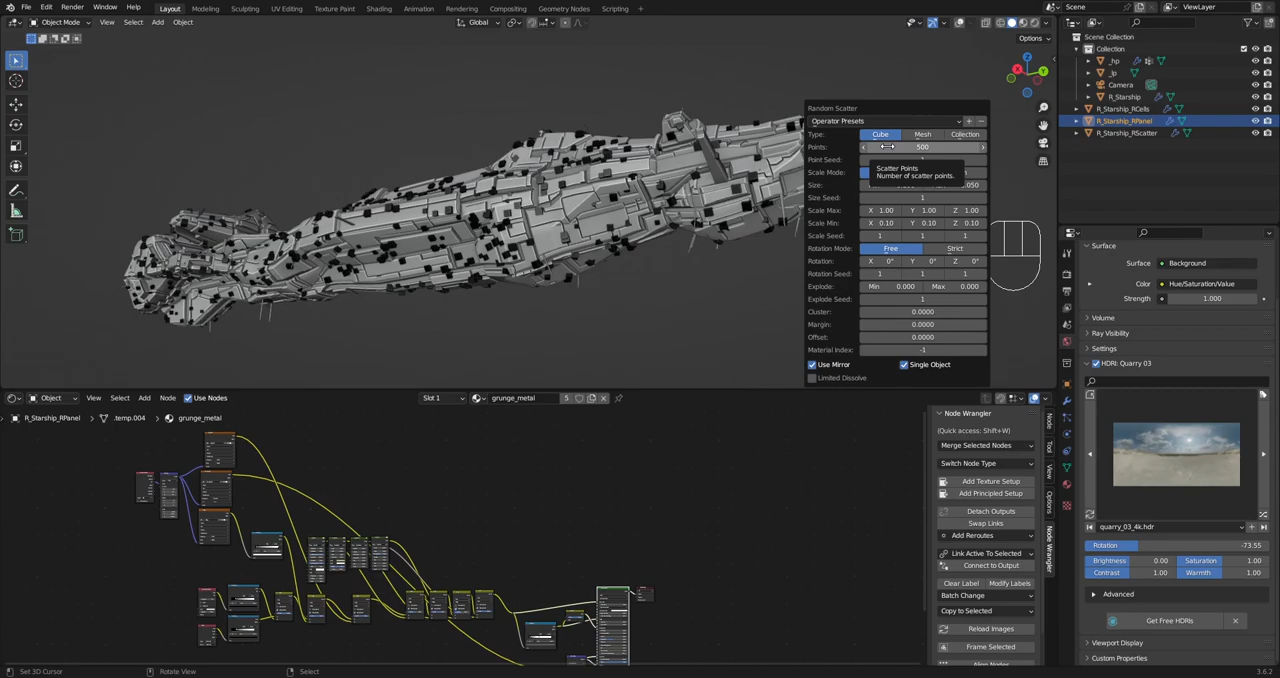 File Edit Render Window Help Layout Modeling Sculpting UV Editing Texture Paint Shading Animation Rendering Compositing Geometry Nodes Scripting Scene ViewLayer
Object Mode View Select Add Object Global
Options
Scene Collection
Collection
_hp
_lp
Camera
R_Starship
R_Starship_RCells
R_Starship_RPanel
R_Starship_RScatter
X
Y
Z
Random Scatter
Operator Presets
Type: Cube Mesh Collection
Points: 500
Point Seed:
Scale Mode:
Scatter Points
Number of scatter points.
Size: .050
Size Seed: 1
Scale Max: X 1.00 Y 1.00 Z 1.00
Scale Min: X 0.10 Y 0.10 Z 0.10
Scale Seed: 1 1 1
Rotation Mode: Free Strict
Rotation: X 0° Y 0° Z 0°
Rotation Seed: 1 1 1
Explode: Min 0.000 Max 0.000
Explode Seed: 1
Cluster: 0.0000
Margin: 0.0000
Offset: 0.0000
Material Index: -1
Use Mirror Single Object
Limited Dissolve
Surface
Surface Background
Color Hue/Saturation/Value
Strength 1.000
Volume
Ray Visibility
Settings
HDRI: Quarry 03
quarry_03_4k.hdr
Rotation -73.55
Brightness 0.00 Saturation 1.00
Contrast 1.00 Warmth 1.00
Advanced
Get Free HDRIs
Viewport Display
Custom Properties
Object View Select Add Node Use Nodes Slot 1 grunge_metal 5
R_Starship_RPanel .temp.004 grunge_metal
Node Wrangler
(Quick access: Shift+W)
Merge Selected Nodes
Switch Node Type
Add Texture Setup
Add Principled Setup
Detach Outputs
Swap Links
Add Reroutes
Link Active To Selected
Connect to Output
Clear Label Modify Labels
Batch Change
Copy to Selected
Reload Images
Align Nodes
Node
Tool
View
Options
Node Wrangler
Set 3D Cursor Rotate View Select 3.6.2